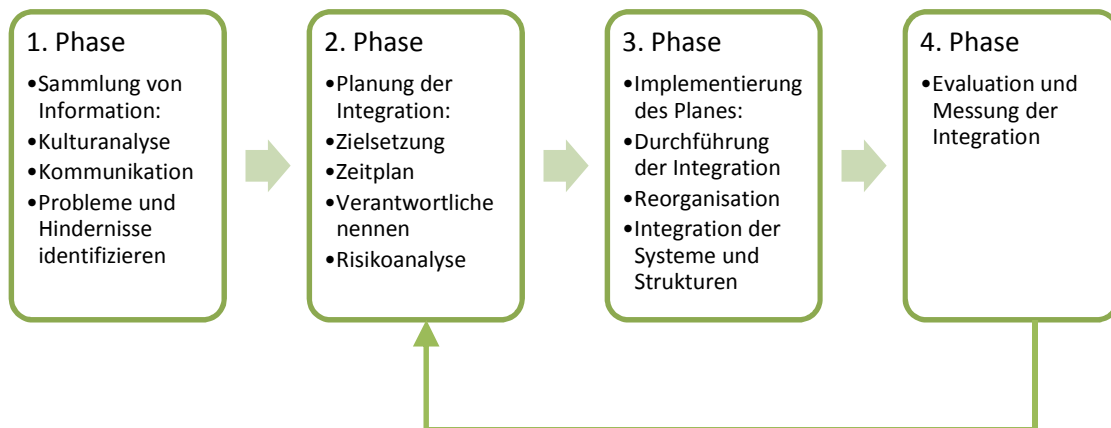 1. Phase
•Sammlung von
Information:
•Kulturanalyse
•Kommunikation
•Probleme und
Hindernisse
identifizieren
2. Phase
•Planung der
Integration:
•Zielsetzung
•Zeitplan
•Verantwortliche
nennen
•Risikoanalyse
3. Phase
•Implementierung
des Planes:
•Durchführung
der Integration
•Reorganisation
•Integration der
Systeme und
Strukturen
4. Phase
•Evaluation und
Messung der
Integration